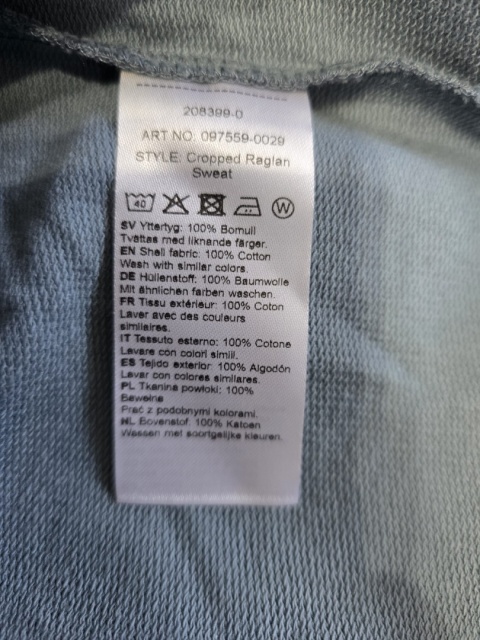 208399-0
ART NO: 097559-0029
STYLE: Cropped Raglan
Sweat
40 W
SV Yttertyg: 100% Bomull
Tvättas med liknande färger.
EN Shell fabric: 100% Cotton
Wash with similar colors.
DE Hüllenstoff: 100% Baumwolle
Mit ähnlichen farben waschen.
FR Tissu extérieur: 100% Coton
Laver avec des couleurs
similaires.
IT Tessuto esterno: 100% Cotone
Lavare con colori simili.
ES Tejido exterior: 100% Algodón
Lavar con colores similares.
PL Tkanina powłoki: 100%
Bawełna
Prać z podobnymi kolorami.
NL Bovenstof: 100% Katoen
Wassen met soortgelijke kleuren.